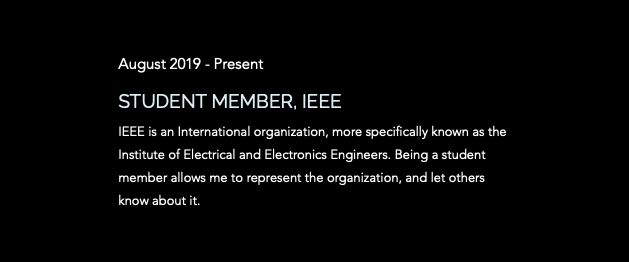 August 2019 - Present
STUDENT MEMBER, IEEE
IEEE is an International organization, more specifically known as the
Institute of Electrical and Electronics Engineers. Being a student
member allows me to represent the organization, and let others
know about it.